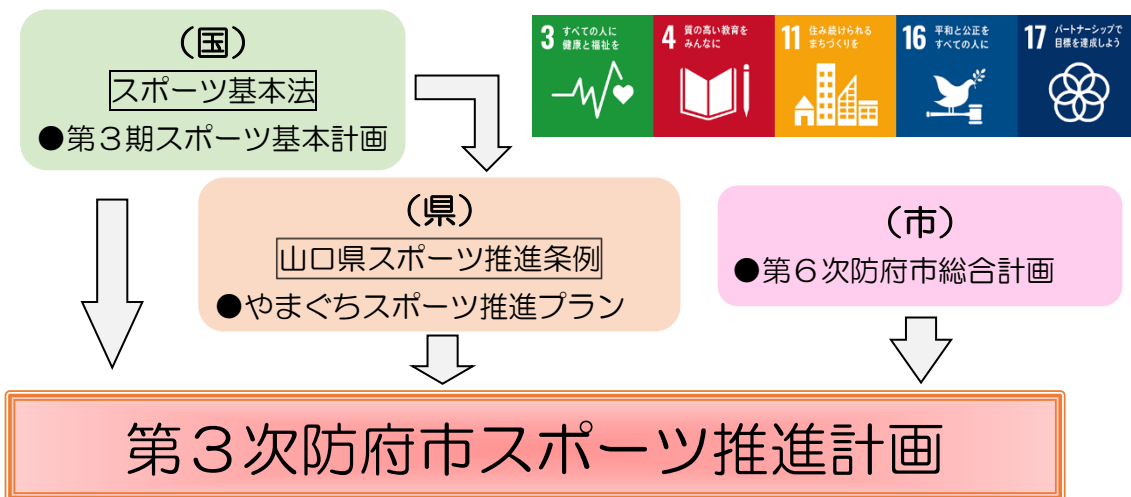 （国）
スポーツ基本法
●第３期スポーツ基本計画
3 すべての人に
健康と福祉を
4 質の高い教育を
みんなに
11 住み続けられる
まちづくりを
16 平和と公正を
すべての人に
17 パートナーシップで
目標を達成しよう
（県）
山口県スポーツ推進条例
●やまぐちスポーツ推進プラン
（市）
●第６次防府市総合計画
第３次防府市スポーツ推進計画